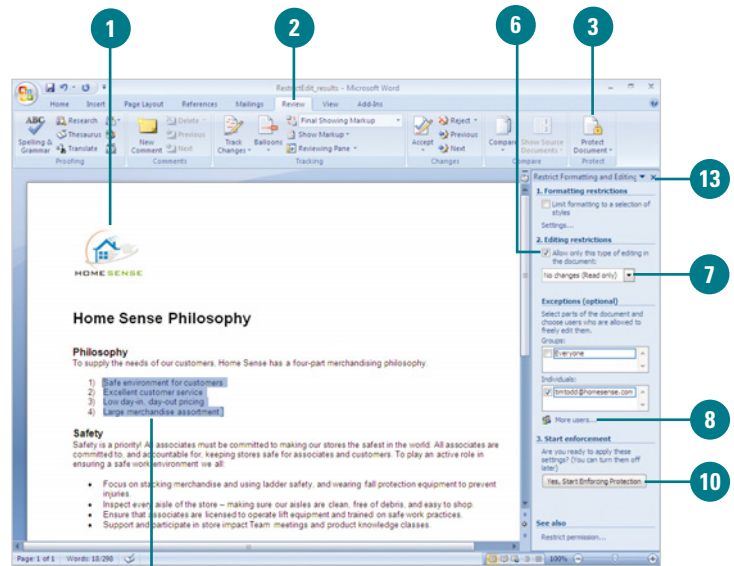 1
2
6
3
RestrictEdit_results - Microsoft Word
Home Insert Page Layout References Mailings Review View Add-Ins
ABC
Spelling & Grammar
Research
Thesaurus
Translate
Proofing
New Comment
Delete
Previous
Next
Comments
Track Changes
Balloons
Final Showing Markup
Show Markup
Reviewing Pane
Tracking
Accept
Reject
Previous
Next
Changes
Compare
Show Source Documents
Compare
Protect Document
Protect
Restrict Formatting and Editing
13
1. Formatting restrictions
Limit formatting to a selection of
styles
Settings...
2. Editing restrictions
Allow only this type of editing in
the document:
No changes (Read only)
7
Exceptions (optional)
Select parts of the document and
choose users who are allowed to
freely edit them.
Groups:
Everyone
Individuals:
More users...
8
3. Start enforcement
Are you ready to apply these
settings? (You can turn them off
later)
Yes, Start Enforcing Protection
10
See also
Restrict permission...
HOMESENSE
Home Sense Philosophy
Philosophy
To supply the needs of our customers. Home Sense has a four-part merchandising philosophy.
1) Safe environment for customers
2) Excellent customer service
3) Low day-in, day-out pricing
4) Large merchandise assortment
Safety
Safety is a priority! All associates must be committed to making our stores the safest in the world. All associates are
committed to, and accountable for, keeping stores safe for associates and customers. To play an active role in
ensuring a safe work environment we all:
• Focus on stacking merchandise and using ladder safety, and wearing fall protection equipment to prevent
injuries.
• Inspect every aisle of the store – making sure our aisles are clean, free of debris, and easy to shop.
• Ensure that associates are licensed to operate lift equipment and trained on safe work practices.
• Support and participate in store impact Team meetings and product knowledge classes.
Page: 1 of 1 Words: 18/298
100%